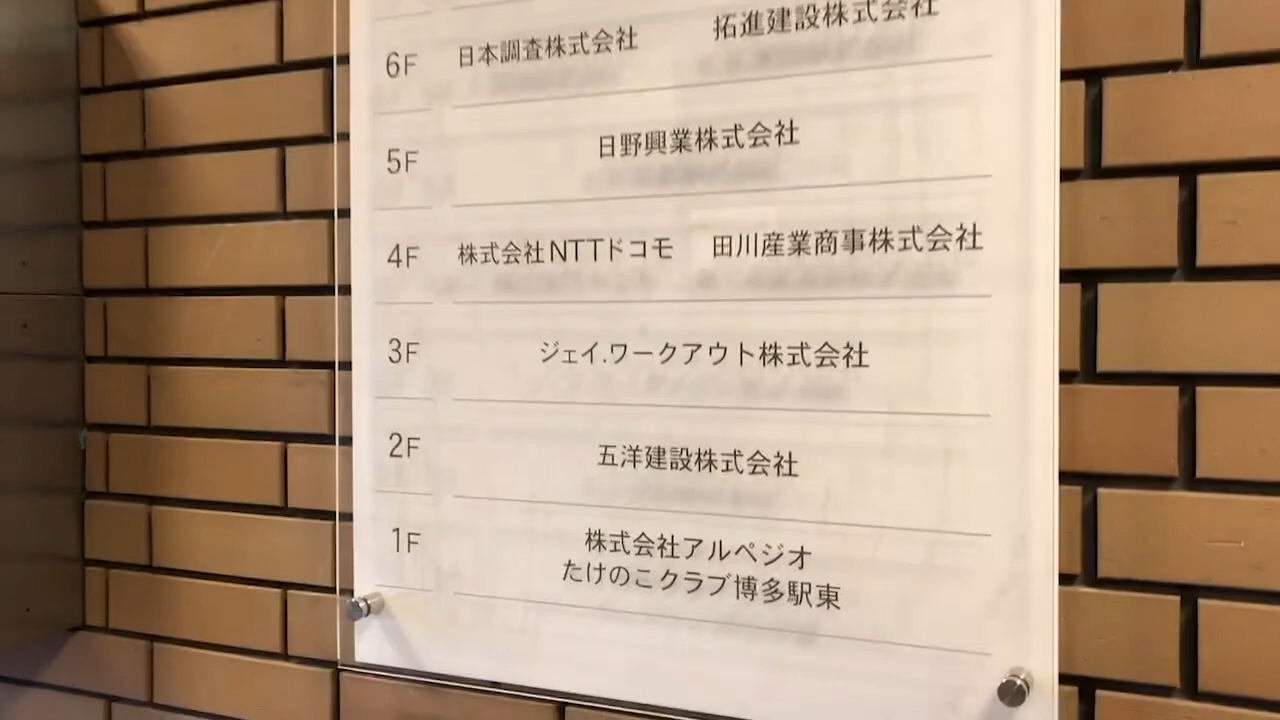 6F 日本調査株式会社 拓進建設株式会社
5F 日野興業株式会社
4F 株式会社NTTドコモ 田川産業商事株式会社
3F ジェイ.ワークアウト株式会社
2F 五洋建設株式会社
1F 株式会社アルペジオ
たけのこクラブ博多駅東